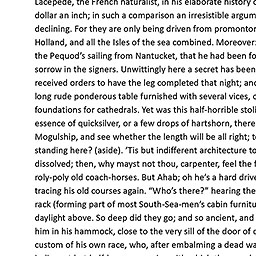 Lacépède, the French naturalist, in his elaborate history o
dollar an inch; in such a comparison an irresistible argum
declining. For they are only being driven from promontor
Holland, and all the Isles of the sea combined. Moreover:
the Pequod’s sailing from Nantucket, that he had been fo
sorrow in the signers. Unwittingly here a secret has been
received orders to have the leg completed that night; and
long rude ponderous table furnished with several vices, o
foundations for cathedrals. Yet was this half-horrible stoli
essence of quicksilver, or a few drops of hartshorn, there
Mogulship, and see whether the length will be all right; t
standing here? (aside). ’Tis but indifferent architecture to
dissolved; then, why mayst not thou, carpenter, feel the f
roly-poly old coach-horses. But Ahab; oh he’s a hard drive
tracing his old courses again. “Who’s there?" hearing the
rack (forming part of most South-Sea-men’s cabin furnitu
daylight above. So deep did they go; and so ancient, and
him in his hammock, close to the very sill of the door of c
custom of his own race, who, after embalming a dead wa